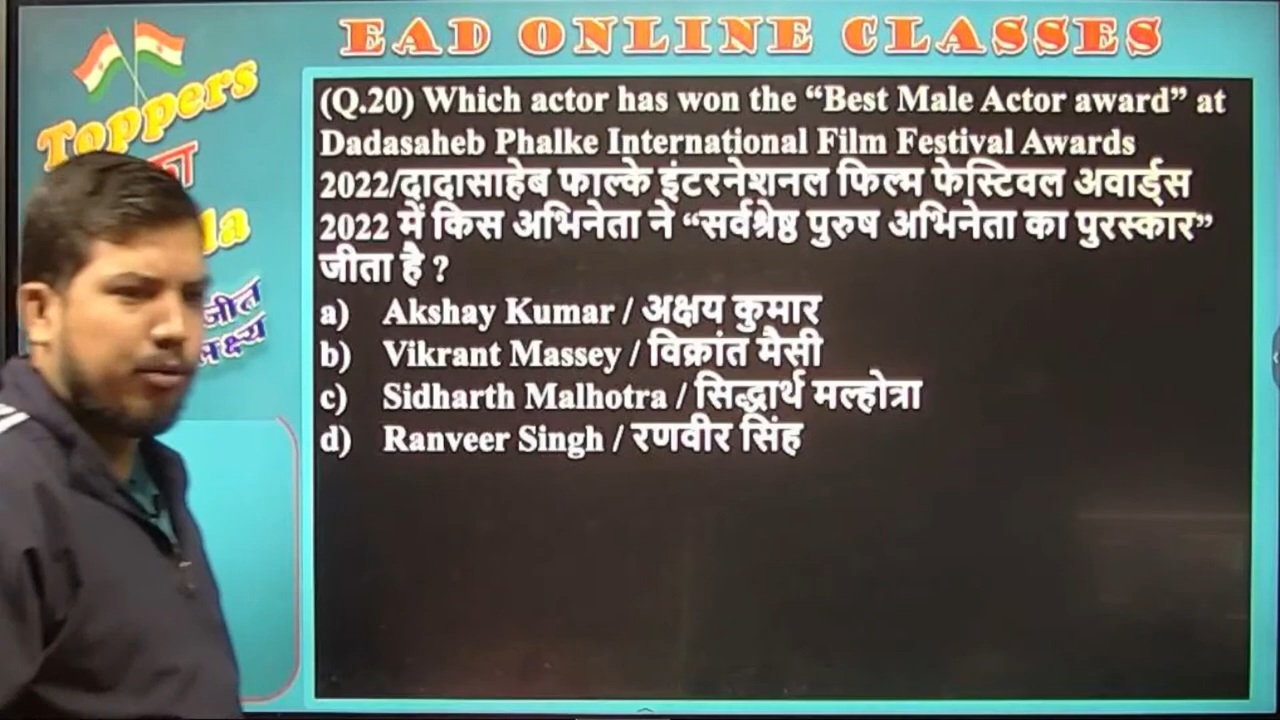 EAD ONLINE CLASSES
Toppers
का
la
जीत
लक्ष्य
(Q.20) Which actor has won the “Best Male Actor award” at
Dadasaheb Phalke International Film Festival Awards
2022/दादासाहेब फाल्के इंटरनेशनल फिल्म फेस्टिवल अवार्ड्स
2022 में किस अभिनेता ने “सर्वश्रेष्ठ पुरुष अभिनेता का पुरस्कार”
जीता है ?
a) Akshay Kumar / अक्षय कुमार
b) Vikrant Massey / विक्रांत मैसी
c) Sidharth Malhotra / सिद्धार्थ मल्होत्रा
d) Ranveer Singh / रणवीर सिंह